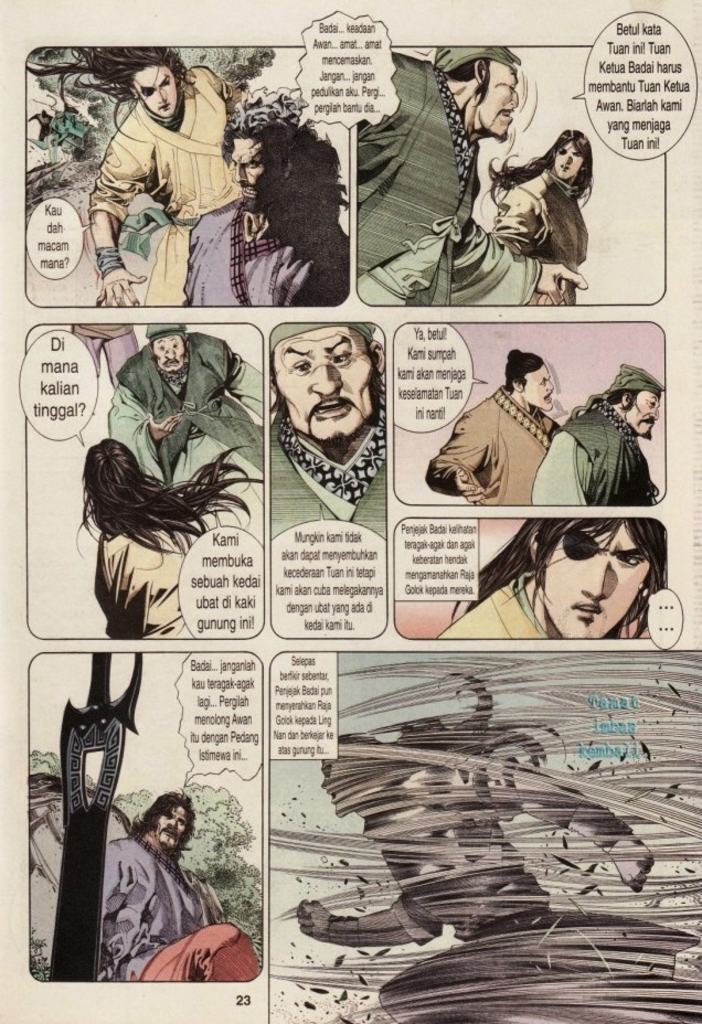 Kau
dah
macam
mana?
Badai... keadaan
Awan... amat... amat
mencemaskan.
Jangan... jangan
pedulikan aku. Pergi...
pergilah bantu dia...
Betul kata
Tuan ini! Tuan
Ketua Badai harus
membantu Tuan Ketua
Awan. Biarlah kami
yang menjaga
Tuan ini!
Di
mana
kalian
tinggal?
Kami
membuka
sebuah kedai
ubat di kaki
gunung ini!
Mungkin kami tidak
akan dapat menyembuhkan
kecederaan Tuan ini tetapi
kami akan cuba melegakannya
dengan ubat yang ada di
kedai kami itu.
Ya, betul!
Kami sumpah
kami akan menjaga
keselamatan Tuan
ini nanti!
Penjejak Badai kelihatan
teragak-agak dan agak
keberatan hendak
mengamanahkan Raja
Golok kepada mereka.
...
...
Badai... janganlah
kau teragak-agak
lagi... Pergilah
menolong Awan
itu dengan Pedang
Istimewa ini...
Selepas
berfikir sebentar,
Penjejak Badai pun
menyerahkan Raja
Golok kepada Ling
Nan dan berkejar ke
atas gunung itu...
23